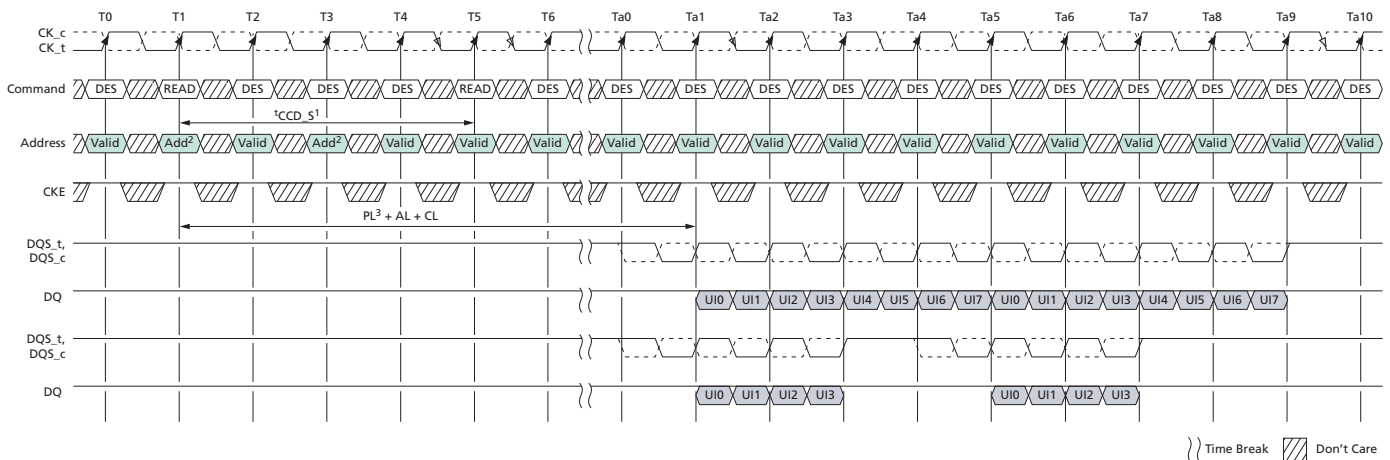 T0 T1 T2 T3 T4 T5 T6 Ta0 Ta1 Ta2 Ta3 Ta4 Ta5 Ta6 Ta7 Ta8 Ta9 Ta10
CK_c
CK_t
Command DES READ DES DES DES READ DES DES DES DES DES DES DES DES DES DES DES DES
tCCD_S1
Address Valid Add2 Valid Add2 Valid Valid Valid Valid Valid Valid Valid Valid Valid Valid Valid Valid Valid Valid
CKE
PL3 + AL + CL
DQS_t,
DQS_c
DQ UI0 UI1 UI2 UI3 UI4 UI5 UI6 UI7 UI0 UI1 UI2 UI3 UI4 UI5 UI6 UI7
DQS_t,
DQS_c
DQ UI0 UI1 UI2 UI3 UI0 UI1 UI2 UI3
Time Break Don't Care